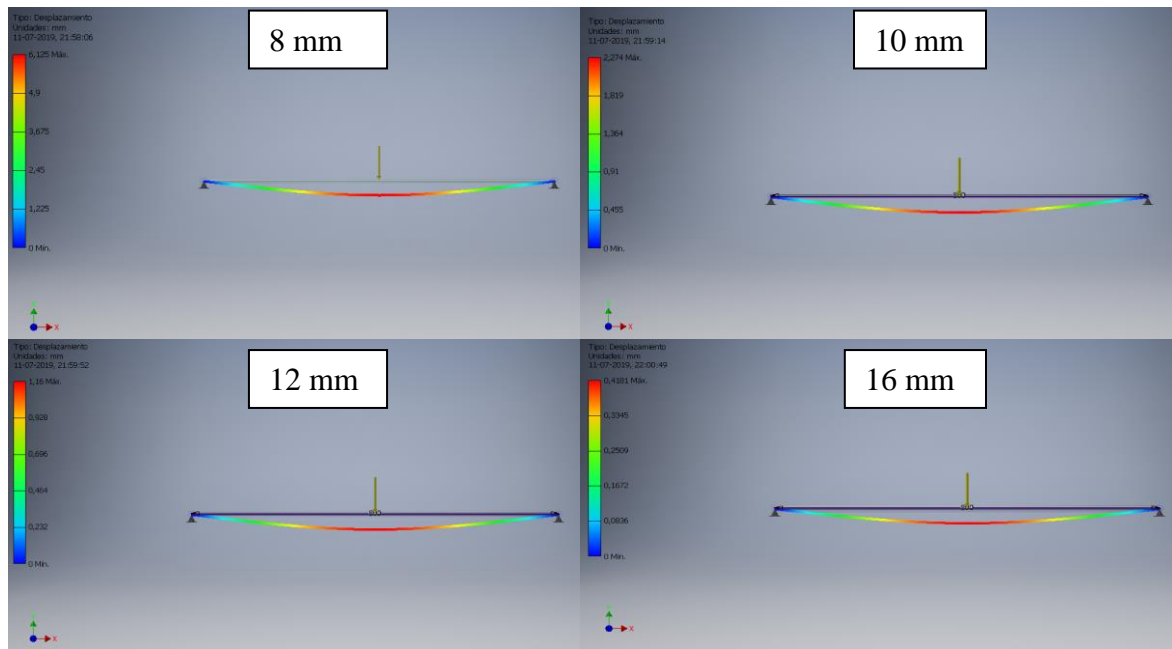 Tipo: Desplazamiento
Unidades: mm
11-07-2019, 21:58:06
6,125 Máx.
4,9
3,675
2,45
1,225
0 Mín.
8 mm
Y
X
Tipo: Desplazamiento
Unidades: mm
11-07-2019, 21:59:14
2,274 Máx.
1,819
1,364
0,91
0,455
0 Mín.
10 mm
X
Tipo: Desplazamiento
Unidades: mm
11-07-2019, 21:59:52
1,16 Máx.
0,928
0,696
0,464
0,232
0 Mín.
12 mm
X
Tipo: Desplazamiento
Unidades: mm
11-07-2019, 22:00:49
0,4181 Máx.
0,3345
0,2509
0,1672
0,0836
0 Mín.
16 mm
X